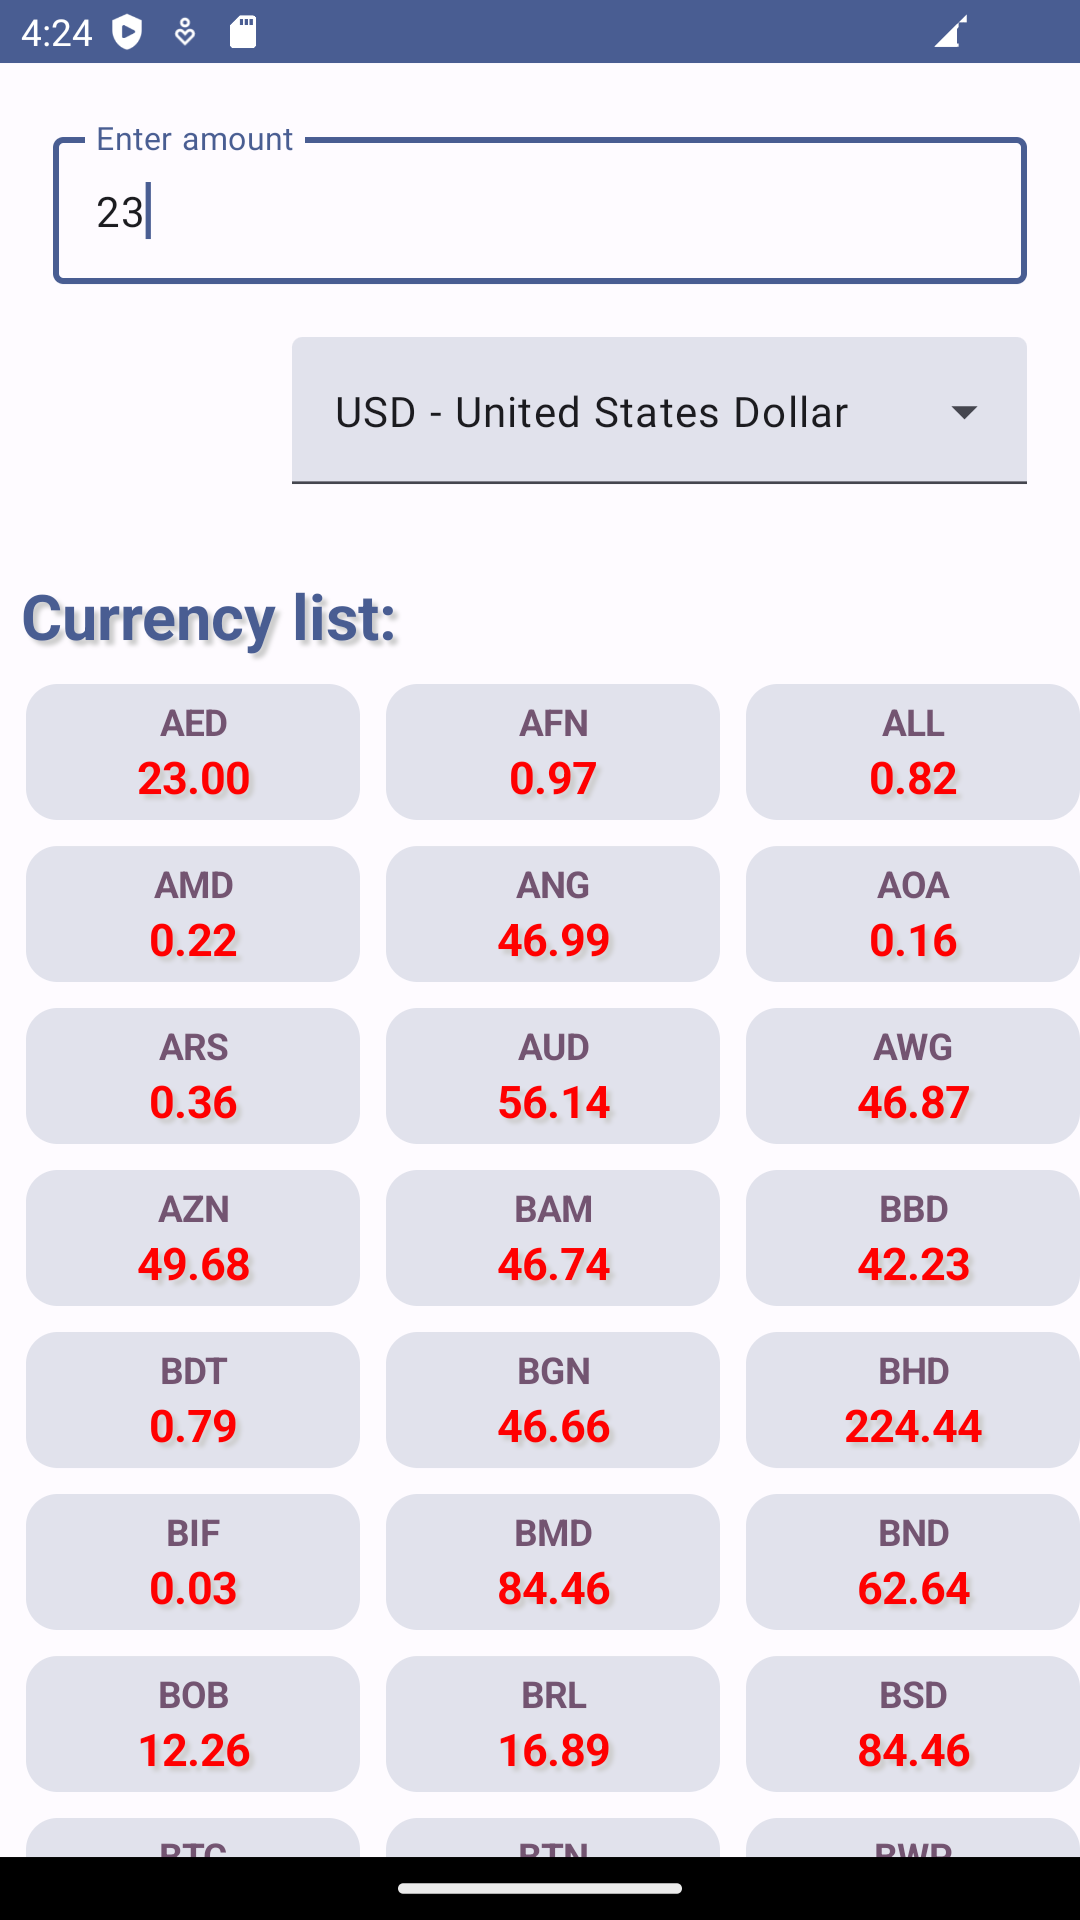 4:24
Enter amount
23
USD - United States Dollar
Currency list:
AED AFN ALL
23.00 0.97 0.82
AMD ANG AOA
0.22 46.99 0.16
ARS AUD AWG
0.36 56.14 46.87
AZN BAM BBD
49.68 46.74 42.23
BDT BGN BHD
0.79 46.66 224.44
BIF BMD BND
0.03 84.46 62.64
BOB BRL BSD
12.26 16.89 84.46
BTC BTN BWP